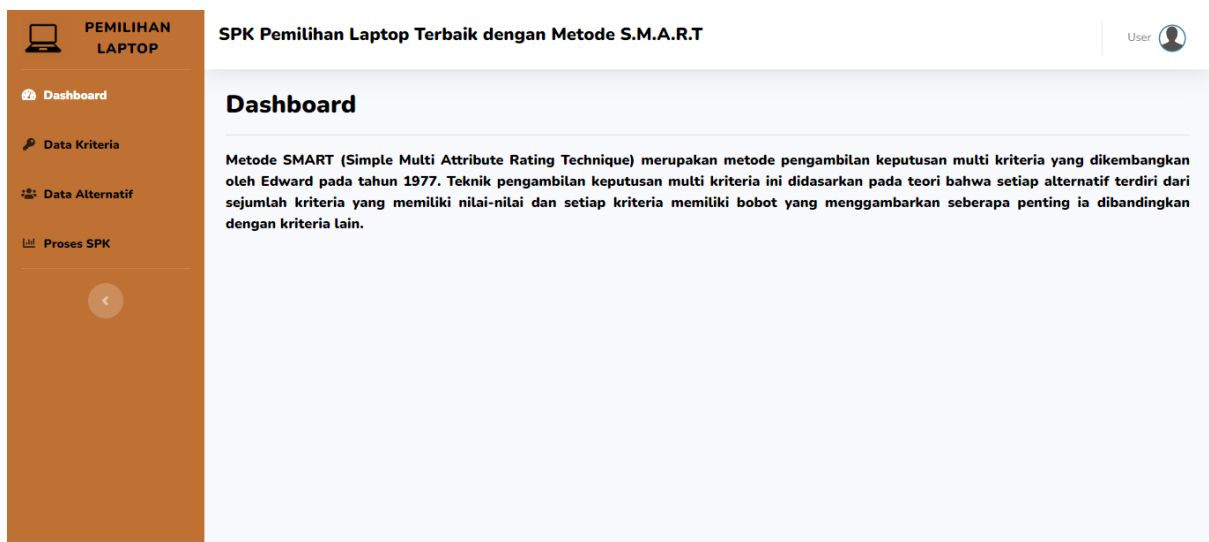 PEMILIHAN
LAPTOP
SPK Pemilihan Laptop Terbaik dengan Metode S.M.A.R.T
User
Dashboard
Data Kriteria
Data Alternatif
Proses SPK
Dashboard
Metode SMART (Simple Multi Attribute Rating Technique) merupakan metode pengambilan keputusan multi kriteria yang dikembangkan
oleh Edward pada tahun 1977. Teknik pengambilan keputusan multi kriteria ini didasarkan pada teori bahwa setiap alternatif terdiri dari
sejumlah kriteria yang memiliki nilai-nilai dan setiap kriteria memiliki bobot yang menggambarkan seberapa penting ia dibandingkan
dengan kriteria lain.